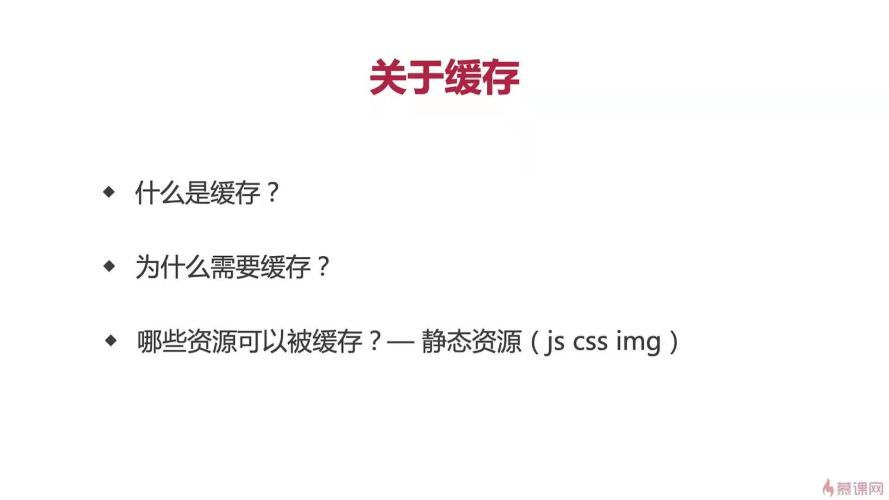 关于缓存
◆ 什么是缓存？
◆ 为什么需要缓存？
◆ 哪些资源可以被缓存？— 静态资源（js css img）
慕课网